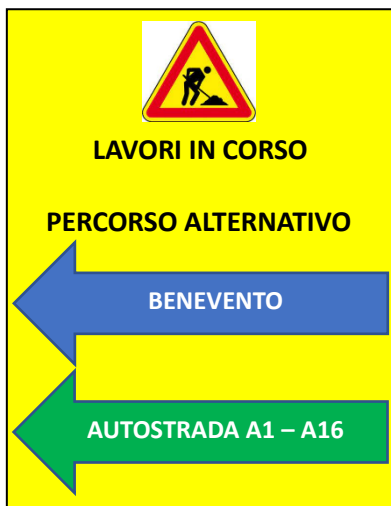 LAVORI IN CORSO
PERCORSO ALTERNATIVO
BENEVENTO
AUTOSTRADA A1 – A16